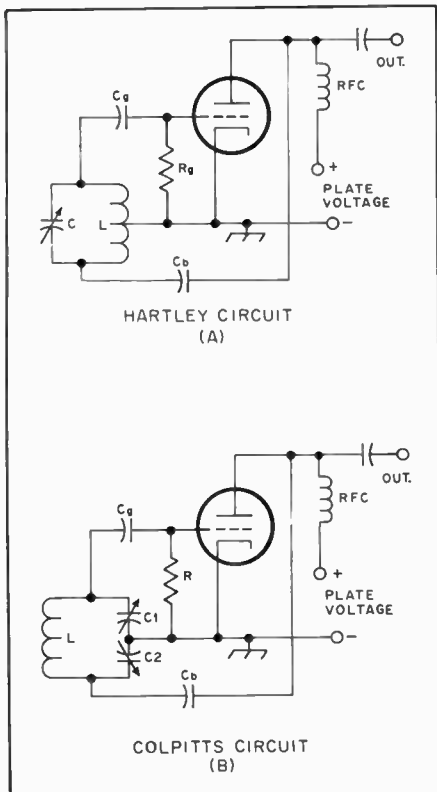 OUT.
Cg
RFC
Rg
+
PLATE
VOLTAGE
C
L
−
Cb
HARTLEY CIRCUIT
(A)
OUT.
RFC
Cg
R
+
PLATE
VOLTAGE
C1
L
C2
−
Cb
COLPITTS CIRCUIT
(B)